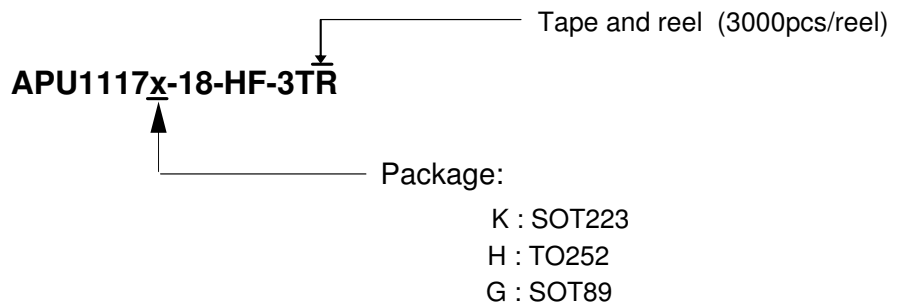 Tape and reel (3000pcs/reel)
APU1117x-18-HF-3TR
Package:
K : SOT223
H : TO252
G : SOT89